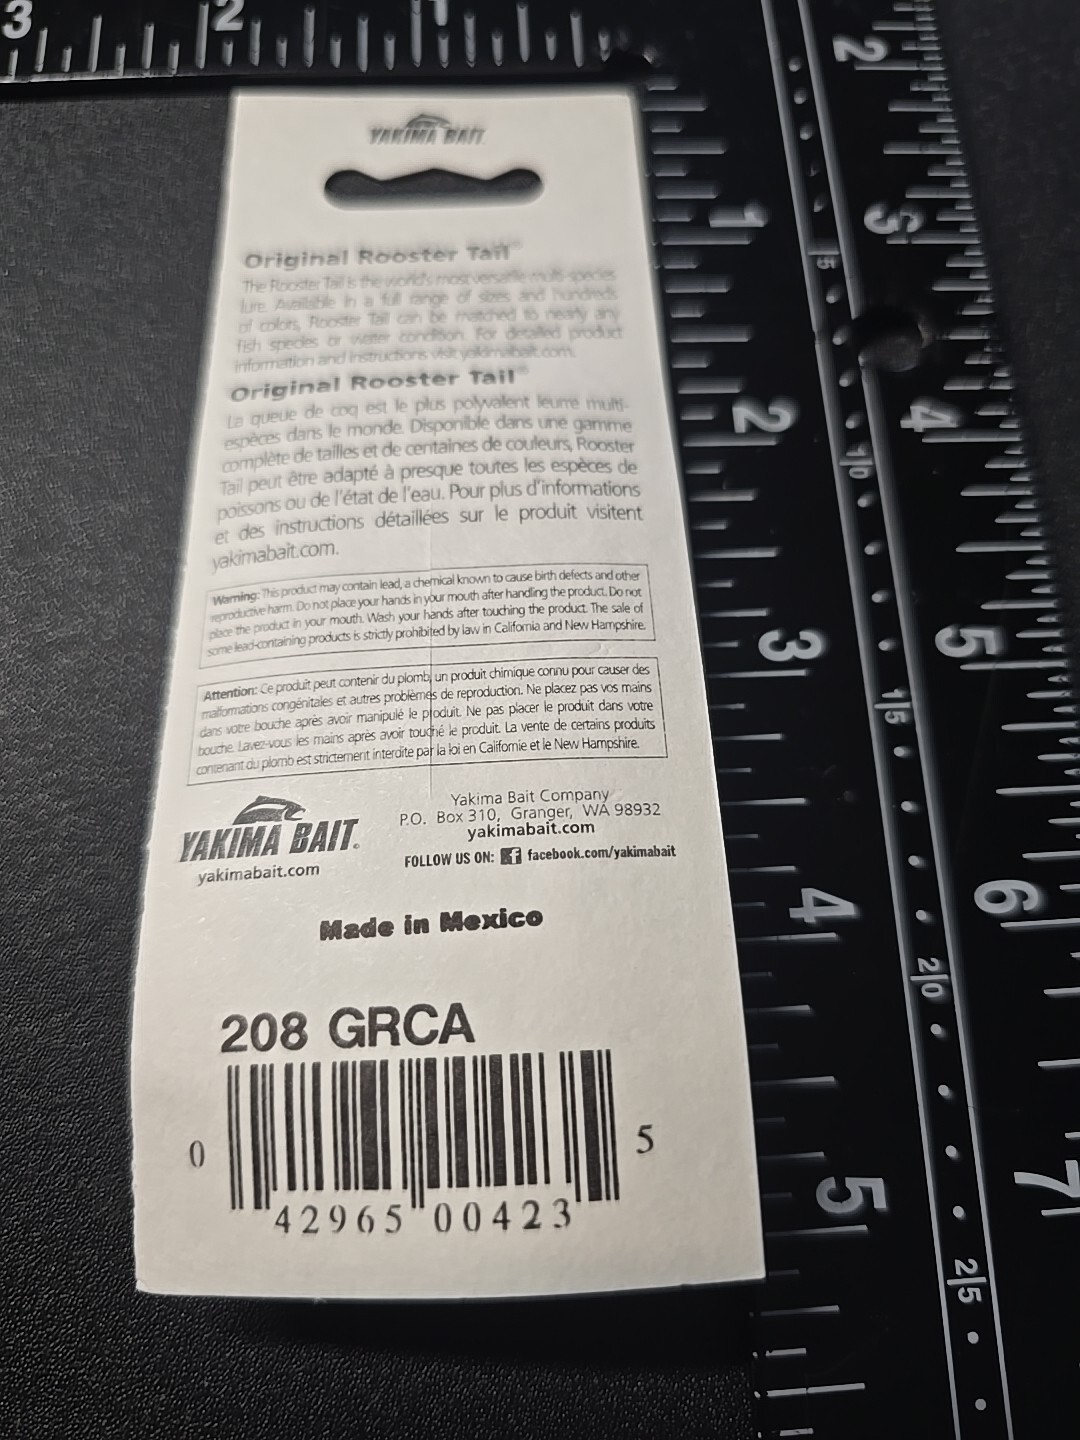 3 2 1
YAKIMA BAIT
Original Rooster Tail®
The Rooster Tail is the world's most versatile multi-species
lure. Available in a full range of sizes and hundreds
of colors, Rooster Tail can be matched to nearly any
fish species or water condition. For detailed product
information and instructions visit yakimabait.com.
Original Rooster Tail®
La queue de coq est le plus polyvalent leurre multi-
espèces dans le monde. Disponible dans une gamme
complète de tailles et de centaines de couleurs, Rooster
Tail peut être adapté à presque toutes les espèces de
poissons ou de l'état de l'eau. Pour plus d'informations
et des instructions détaillées sur le produit visitent
yakimabait.com.
Warning: This product may contain lead, a chemical known to cause birth defects and other
reproductive harm. Do not place your hands in your mouth after handling the product. Do not
place the product in your mouth. Wash your hands after touching the product. The sale of
some lead-containing products is strictly prohibited by law in California and New Hampshire.
Attention: Ce produit peut contenir du plomb, un produit chimique connu pour causer des
malformations congénitales et autres problèmes de reproduction. Ne placez pas vos mains
dans votre bouche après avoir manipulé le produit. Ne pas placer le produit dans votre
bouche. Lavez-vous les mains après avoir touché le produit. La vente de certains produits
contenant du plomb est strictement interdite par la loi en Californie et le New Hampshire.
YAKIMA BAIT.
yakimabait.com
Yakima Bait Company
P.O. Box 310, Granger, WA 98932
yakimabait.com
FOLLOW US ON: f facebook.com/yakimabait
Made in Mexico
208 GRCA
0 42965 00423 5
1
2
3
4
5
5
10
15
20
25
2
3
4
5
6
7